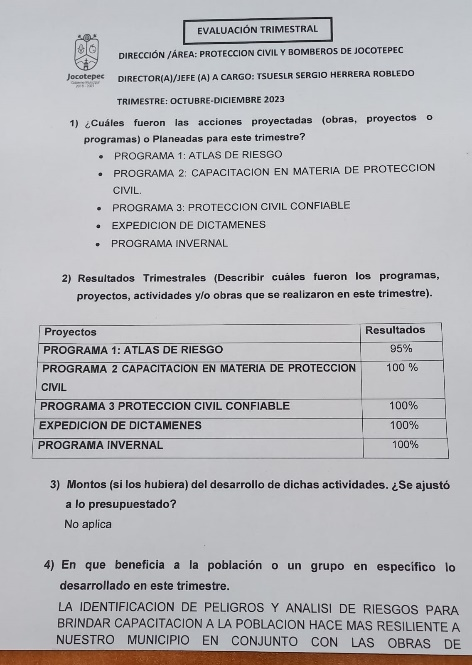 EVALUACIÓN TRIMESTRAL
Jocotepec
DIRECCIÓN /ÁREA: PROTECCION CIVIL Y BOMBEROS DE JOCOTEPEC
DIRECTOR(A)/JEFE (A) A CARGO: TSUESLR SERGIO HERRERA ROBLEDO
TRIMESTRE: OCTUBRE-DICIEMBRE 2023
1) ¿Cuáles fueron las acciones proyectadas (obras, proyectos o
programas) o Planeadas para este trimestre?
• PROGRAMA 1: ATLAS DE RIESGO
• PROGRAMA 2: CAPACITACION EN MATERIA DE PROTECCION
CIVIL.
• PROGRAMA 3: PROTECCION CIVIL CONFIABLE
• EXPEDICION DE DICTAMENES
• PROGRAMA INVERNAL
2) Resultados Trimestrales (Describir cuáles fueron los programas,
proyectos, actividades y/o obras que se realizaron en este trimestre).
Proyectos Resultados
PROGRAMA 1: ATLAS DE RIESGO 95%
PROGRAMA 2 CAPACITACION EN MATERIA DE PROTECCION 100 %
CIVIL
PROGRAMA 3 PROTECCION CIVIL CONFIABLE 100%
EXPEDICION DE DICTAMENES 100%
PROGRAMA INVERNAL 100%
3) Montos (si los hubiera) del desarrollo de dichas actividades. ¿Se ajustó
a lo presupuestado?
No aplica
4) En que beneficia a la población o un grupo en específico lo
desarrollado en este trimestre.
LA IDENTIFICACION DE PELIGROS Y ANALISI DE RIESGOS PARA
BRINDAR CAPACITACION A LA POBLACION HACE MAS RESILIENTE A
NUESTRO MUNICIPIO EN CONJUNTO CON LAS OBRAS DE